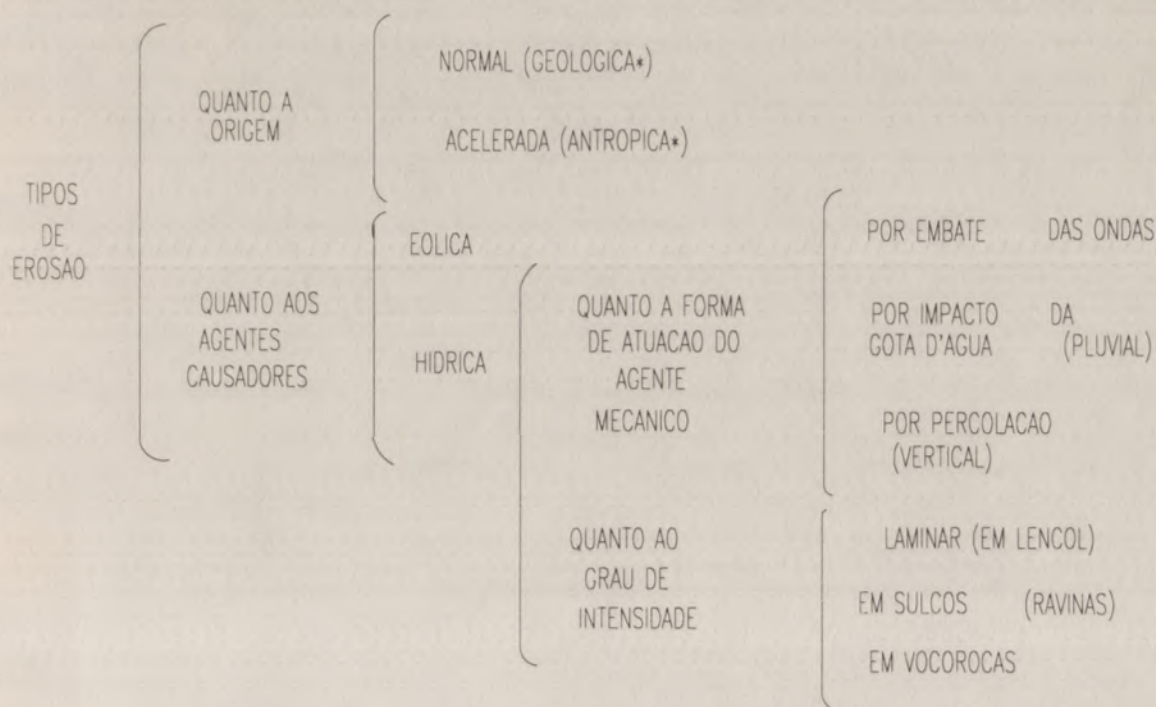 TIPOS
DE
EROSAO
QUANTO A
ORIGEM
NORMAL (GEOLOGICA*)
ACELERADA (ANTROPICA*)
QUANTO AOS
AGENTES
CAUSADORES
EOLICA
HIDRICA
QUANTO A FORMA
DE ATUACAO DO
AGENTE
MECANICO
POR EMBATE DAS ONDAS
POR IMPACTO DA
GOTA D'AGUA (PLUVIAL)
POR PERCOLACAO
(VERTICAL)
QUANTO AO
GRAU DE
INTENSIDADE
LAMINAR (EM LENCOL)
EM SULCOS (RAVINAS)
EM VOCOROCAS